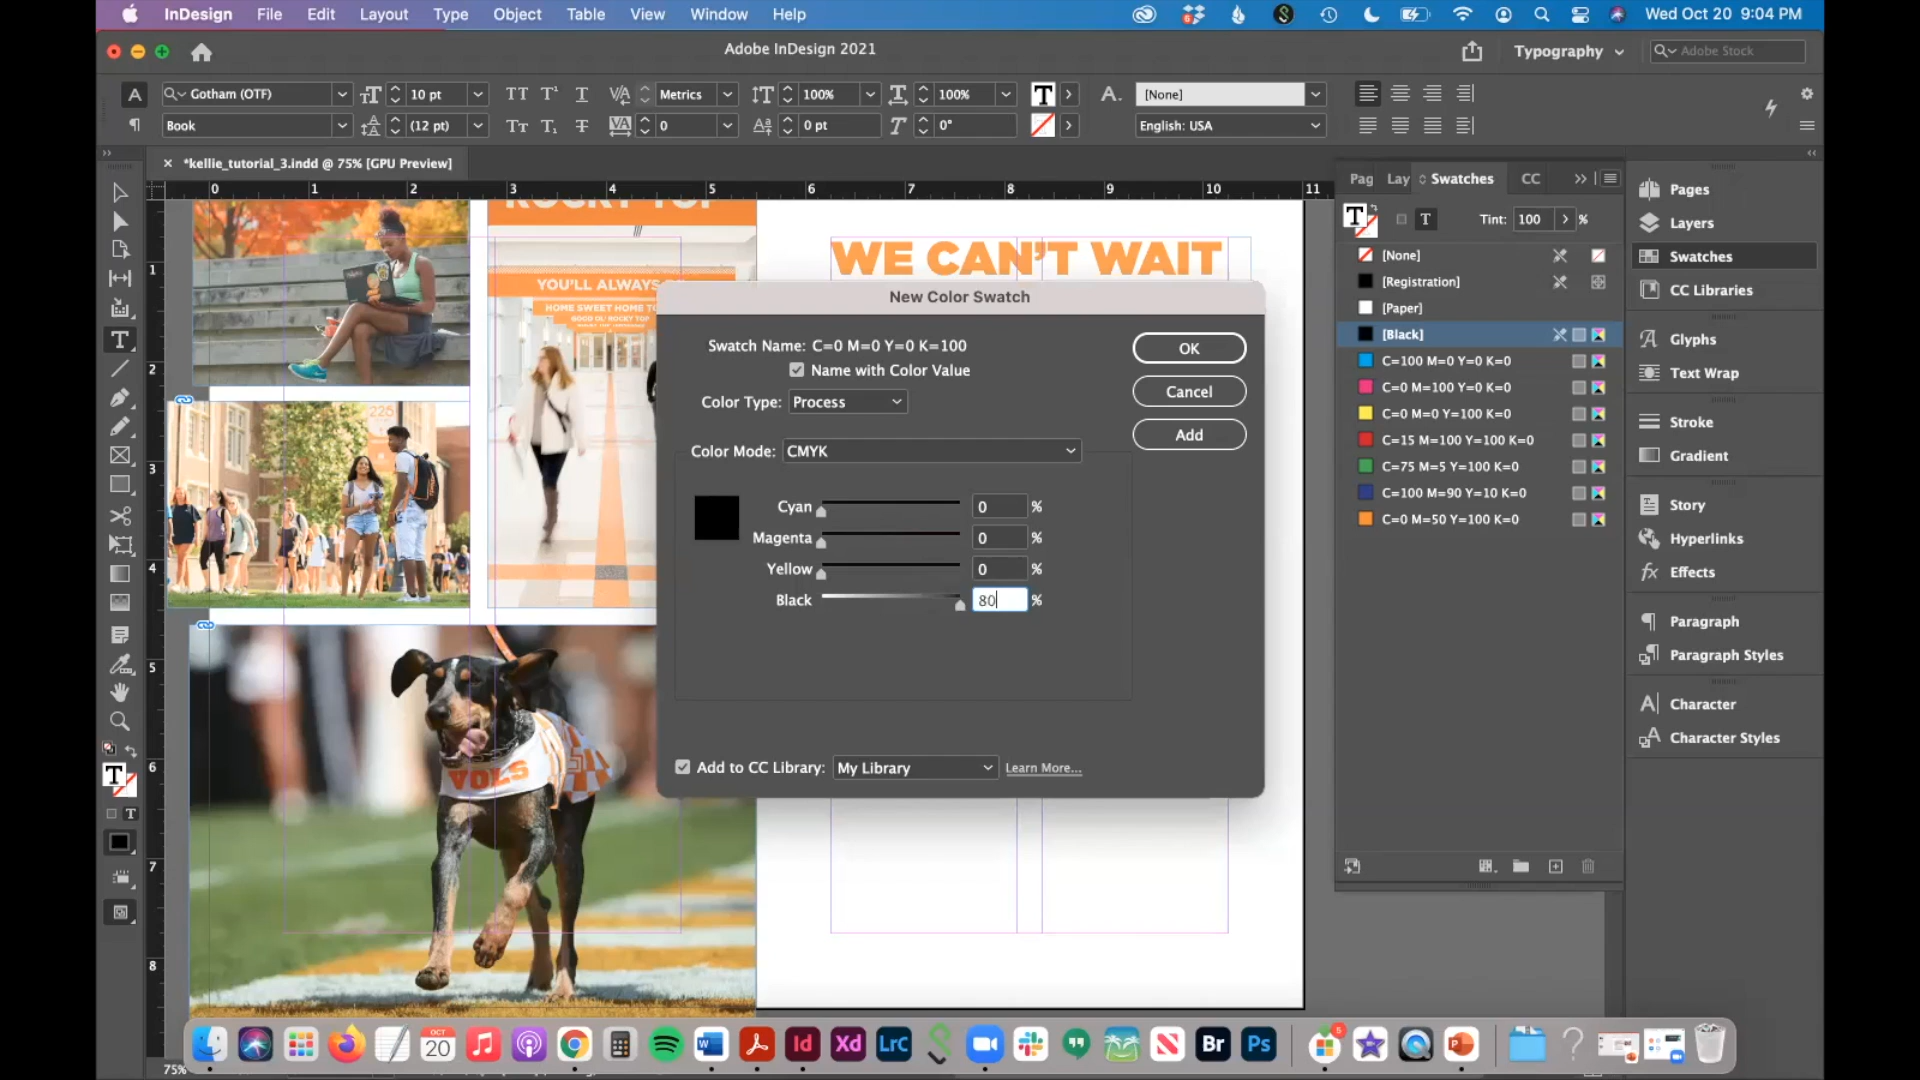 InDesign File Edit Layout Type Object Table View Window Help Wed Oct 20 9:04 PM
Adobe InDesign 2021 Typography Adobe Stock
Gotham (OTF) 10 pt Metrics 100% 100% [None]
Book (12 pt) 0 0 pt 0° English: USA
*kellie_tutorial_3.indd @ 75% [GPU Preview]
0 1 2 3 4 5 6 7 8 9 10 11
1
2
3
4
5
6
7
8
ROCKY TOP
YOU'LL ALWAYS
HOME SWEET HOME TO
GOOD OL' ROCKY TOP
225
VOLS
WE CAN'T WAIT
New Color Swatch
Swatch Name: C=0 M=0 Y=0 K=100
Name with Color Value
Color Type: Process
Color Mode: CMYK
Cyan 0 %
Magenta 0 %
Yellow 0 %
Black 80 %
OK
Cancel
Add
Add to CC Library: My Library Learn More...
Pag Lay Swatches CC
Tint: 100 %
[None]
[Registration]
[Paper]
[Black]
C=100 M=0 Y=0 K=0
C=0 M=100 Y=0 K=0
C=0 M=0 Y=100 K=0
C=15 M=100 Y=100 K=0
C=75 M=5 Y=100 K=0
C=100 M=90 Y=10 K=0
C=0 M=50 Y=100 K=0
Pages
Layers
Swatches
CC Libraries
Glyphs
Text Wrap
Stroke
Gradient
Story
Hyperlinks
Effects
Paragraph
Paragraph Styles
Character
Character Styles
OCT
20
Id Xd LrC Br Ps
5
75%